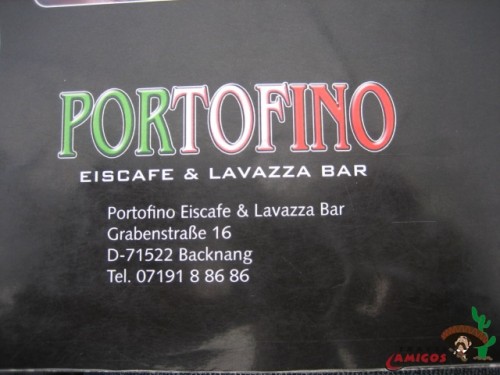 PORTOFINO
EISCAFE & LAVAZZA BAR
Portofino Eiscafe & Lavazza Bar
Grabenstraße 16
D-71522 Backnang
Tel. 07191 8 86 86
AMIGOS